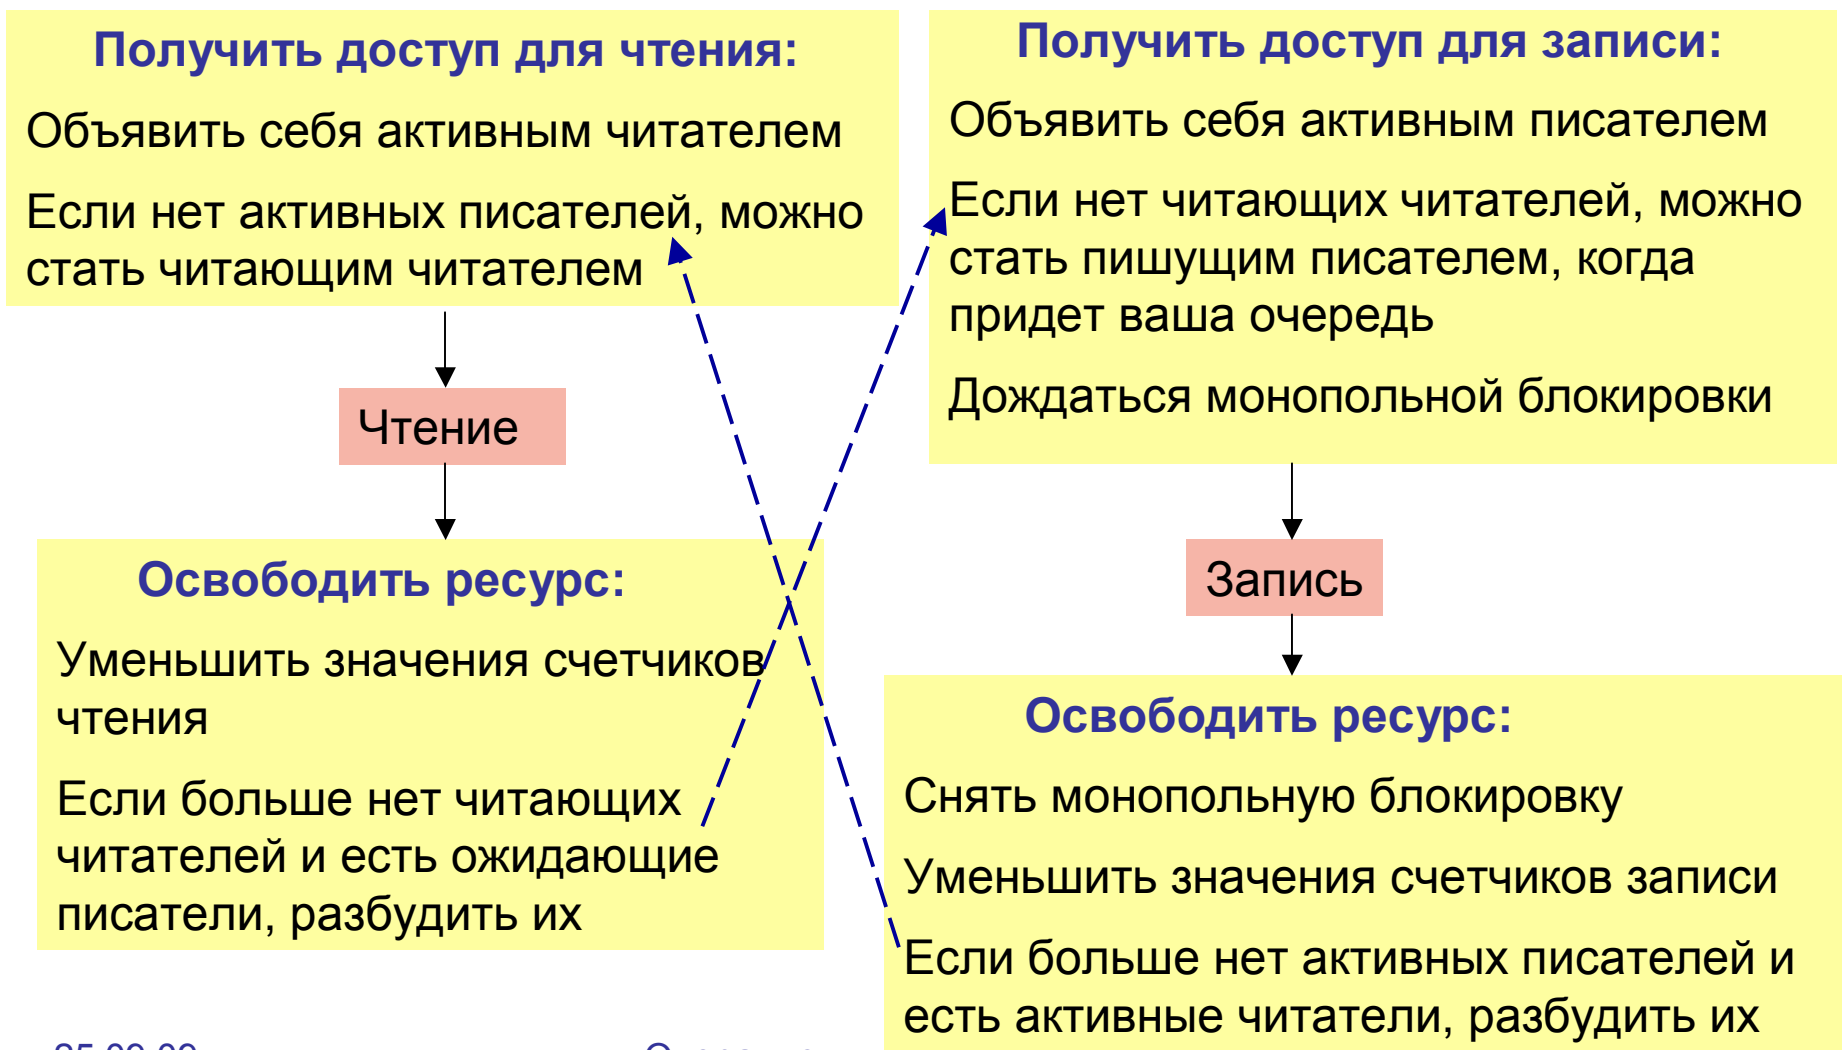 Получить доступ для чтения:
Объявить себя активным читателем
Если нет активных писателей, можно
стать читающим читателем
Чтение
Освободить ресурс:
Уменьшить значения счетчиков
чтения
Если больше нет читающих
читателей и есть ожидающие
писатели, разбудить их
Получить доступ для записи:
Объявить себя активным писателем
Если нет читающих читателей, можно
стать пишущим писателем, когда
придет ваша очередь
Дождаться монопольной блокировки
Запись
Освободить ресурс:
Снять монопольную блокировку
Уменьшить значения счетчиков записи
Если больше нет активных писателей и
есть активные читатели, разбудить их